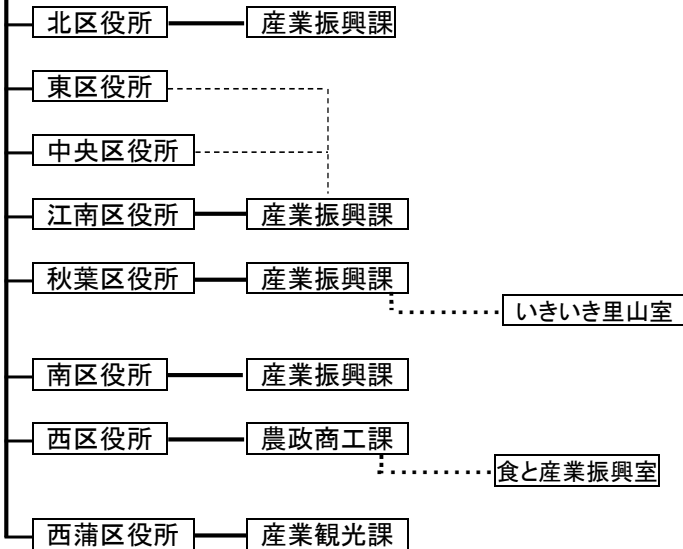 北区役所 産業振興課
東区役所
中央区役所
江南区役所 産業振興課
秋葉区役所 産業振興課
いきいき里山室
南区役所 産業振興課
西区役所 農政商工課
食と産業振興室
西蒲区役所 産業観光課